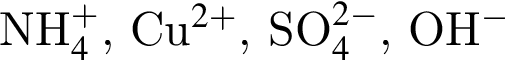 NH₄⁺, Cu²⁺, SO₄²⁻, OH⁻